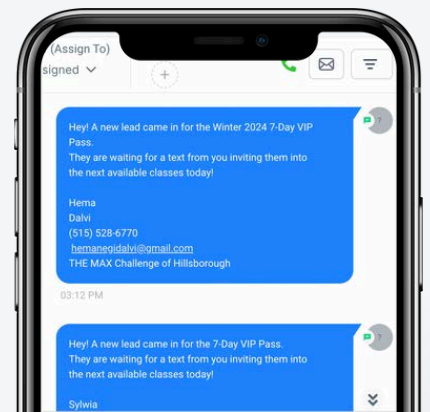 (Assign To)
signed
Hey! A new lead came in for the Winter 2024 7-Day VIP
Pass.
They are waiting for a text from you inviting them into
the next available classes today!
Hema
Dalvi
(515) 528-6770
hemanegidalvi@gmail.com
THE MAX Challenge of Hillsborough
?
03:12 PM
Hey! A new lead came in for the 7-Day VIP Pass.
They are waiting for a text from you inviting them into
the next available classes today!
Sylwia
?